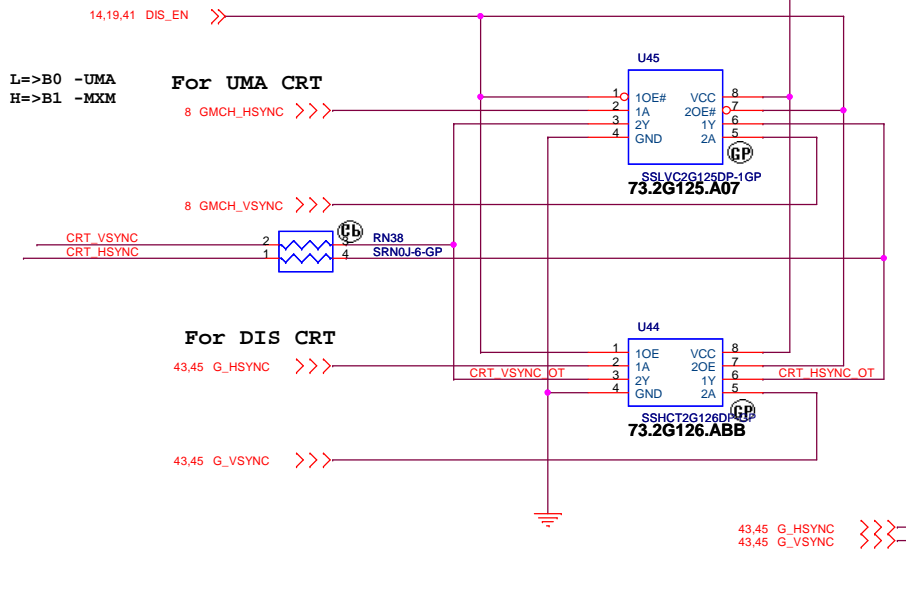 14,19,41 DIS_EN
L=>B0 -UMA
H=>B1 -MXM
For UMA CRT
8 GMCH_HSYNC
U45
1 1OE# VCC 8
2 1A 2OE# 7
3 2Y 1Y 6
4 GND 2A 5
GP
SSLVC2G125DP-1GP
73.2G125.A07
8 GMCH_VSYNC
CRT_VSYNC 2 3 RN38
CRT_HSYNC 1 4 SRN0J-6-GP
For DIS CRT
43,45 G_HSYNC
U44
1 1OE VCC 8
2 1A 2OE 7
CRT_VSYNC_OT 3 2Y 1Y 6 CRT_HSYNC_OT
4 GND 2A 5
GP
73.2G126.ABB
43,45 G_VSYNC
43,45 G_HSYNC
43,45 G_VSYNC